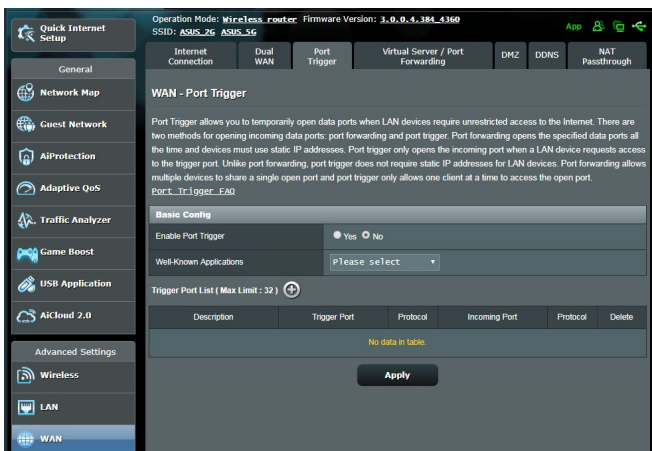 Quick Internet
Setup
Operation Mode: Wireless router Firmware Version: 3.0.0.4.384_4360
SSID: ASUS_2G ASUS_5G
App
Internet
Connection
Dual
WAN
Port
Trigger
Virtual Server / Port
Forwarding
DMZ
DDNS
NAT
Passthrough
General
Network Map
Guest Network
AiProtection
Adaptive QoS
Traffic Analyzer
Game Boost
USB Application
AiCloud 2.0
Advanced Settings
Wireless
LAN
WAN
WAN - Port Trigger
Port Trigger allows you to temporarily open data ports when LAN devices require unrestricted access to the Internet. There are
two methods for opening incoming data ports: port forwarding and port trigger. Port forwarding opens the specified data ports all
the time and devices must use static IP addresses. Port trigger only opens the incoming port when a LAN device requests access
to the trigger port. Unlike port forwarding, port trigger does not require static IP addresses for LAN devices. Port forwarding allows
multiple devices to share a single open port and port trigger only allows one client at a time to access the open port.
Port Trigger FAQ
Basic Config
Enable Port Trigger Yes No
Well-Known Applications Please select
Trigger Port List ( Max Limit : 32 )
Description Trigger Port Protocol Incoming Port Protocol Delete
No data in table.
Apply